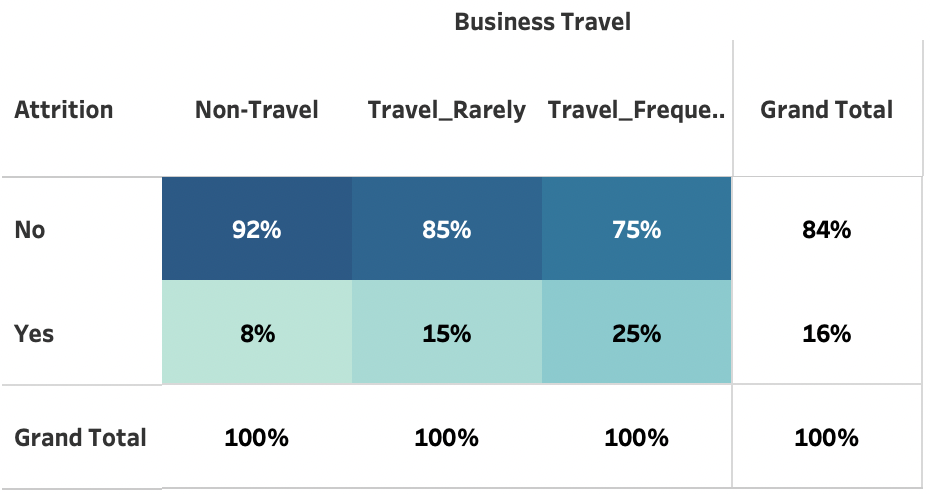 Business Travel
Attrition Non-Travel Travel_Rarely Travel_Freque.. Grand Total
No 92% 85% 75% 84%
Yes 8% 15% 25% 16%
Grand Total 100% 100% 100% 100%